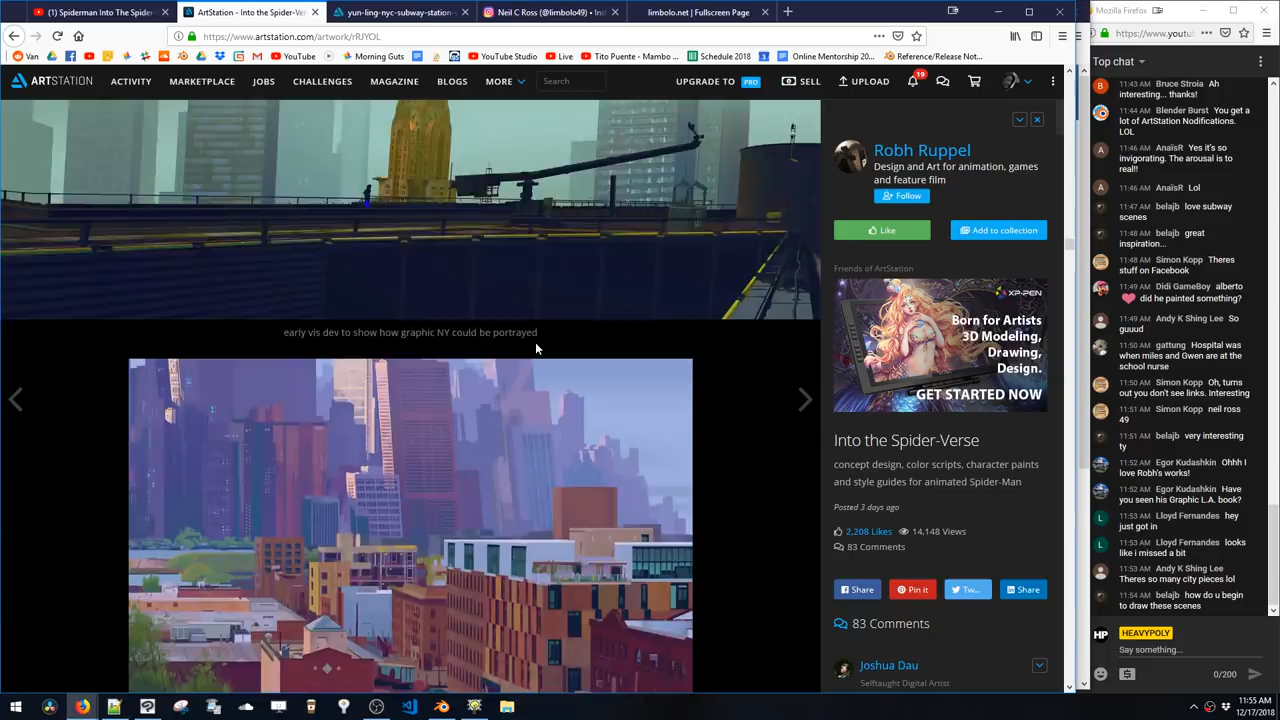 (1) Spiderman Into The Spider-
ArtStation - Into the Spider-Ve
yun-ling-nyc-subway-station-
Neil C Ross (@limbolo49) • Ins
limbolo.net | Fullscreen Page
Mozilla Firefox
https://www.artstation.com/artwork/rRJYOL
https://www.youtu
Van
YouTube
Morning Guts
YouTube Studio
Live
Tito Puente - Mambo ...
Schedule 2018
Online Mentorship 20...
Reference/Release Not...
Top chat
ARTSTATION
ACTIVITY
MARKETPLACE
JOBS
CHALLENGES
MAGAZINE
BLOGS
MORE
Search
UPGRADE TO PRO
SELL
UPLOAD
19
early vis dev to show how graphic NY could be portrayed
Robh Ruppel
Design and Art for animation, games
and feature film
Follow
Like
Add to collection
Friends of ArtStation
XP-PEN
Born for Artists
3D Modeling,
Drawing,
Design.
GET STARTED NOW
Into the Spider-Verse
concept design, color scripts, character paints
and style guides for animated Spider-Man
Posted 3 days ago
2,208 Likes 14,148 Views
83 Comments
Share
Pin it
Tw...
Share
83 Comments
Joshua Dau
Selftaught Digital Artist
11:43 AM Bruce Stroia Ah
interesting... thanks!
11:44 AM Blender Burst You get a
lot of ArtStation Nodifications.
LOL
11:46 AM AnaïsR Yes it's so
invigorating. The arousal is to
real!!
11:46 AM AnaïsR Lol
11:47 AM belajb love subway
scenes
11:48 AM belajb great
inspiration...
11:48 AM Simon Kopp Theres
stuff on Facebook
11:49 AM Didi GameBoy alberto
did he painted something?
11:49 AM Andy K Shing Lee So
guuud
11:50 AM gattung Hospital was
when miles and Gwen are at the
school nurse
11:50 AM Simon Kopp Oh, turns
out you don't see links. Interesting
11:51 AM Simon Kopp neil ross
49
11:51 AM belajb very interesting
ty
11:52 AM Egor Kudashkin Ohhh I
love Robh's works!
11:52 AM Egor Kudashkin Have
you seen his Graphic L.A. book?
11:53 AM Lloyd Fernandes hey
just got in
11:53 AM Lloyd Fernandes looks
like i missed a bit
11:53 AM Andy K Shing Lee
Theres so many city pieces lol
11:54 AM belajb how do u begin
to draw these scenes
HP
HEAVYPOLY
Say something...
0/200
11:55 AM
12/17/2018